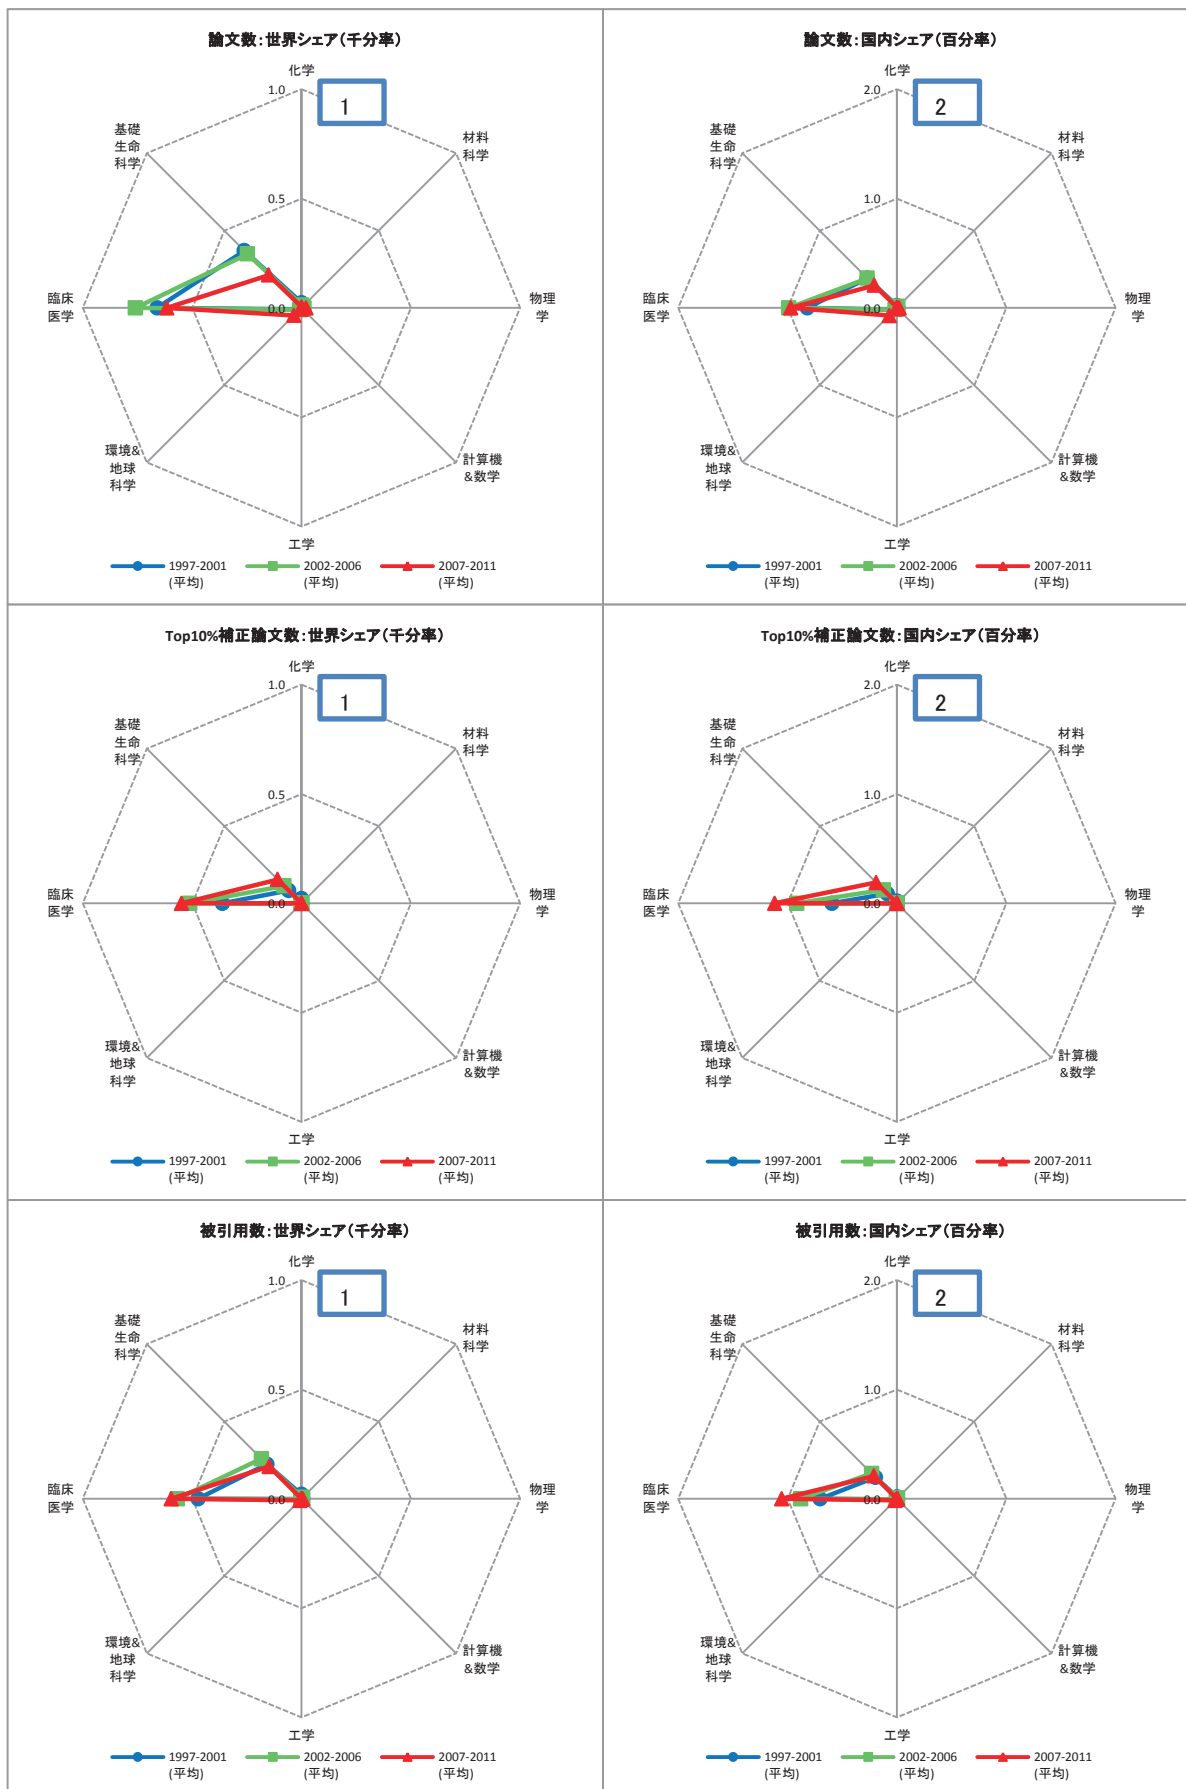 論文数:世界シェア(千分率)
化学
1.0
1
基礎
生命
科学
材料
科学
0.5
臨床
医学
0.0
物理
学
環境&
地球
科学
計算機
&数学
工学
1997-2001
(平均)
2002-2006
(平均)
2007-2011
(平均)
論文数:国内シェア(百分率)
化学
2.0
2
基礎
生命
科学
材料
科学
1.0
臨床
医学
0.0
物理
学
環境&
地球
科学
計算機
&数学
工学
1997-2001
(平均)
2002-2006
(平均)
2007-2011
(平均)
Top10%補正論文数:世界シェア(千分率)
化学
1.0
1
基礎
生命
科学
材料
科学
0.5
臨床
医学
0.0
物理
学
環境&
地球
科学
計算機
&数学
工学
1997-2001
(平均)
2002-2006
(平均)
2007-2011
(平均)
Top10%補正論文数:国内シェア(百分率)
化学
2.0
2
基礎
生命
科学
材料
科学
1.0
臨床
医学
0.0
物理
学
環境&
地球
科学
計算機
&数学
工学
1997-2001
(平均)
2002-2006
(平均)
2007-2011
(平均)
被引用数:世界シェア(千分率)
化学
1.0
1
基礎
生命
科学
材料
科学
0.5
臨床
医学
0.0
物理
学
環境&
地球
科学
計算機
&数学
工学
1997-2001
(平均)
2002-2006
(平均)
2007-2011
(平均)
被引用数:国内シェア(百分率)
化学
2.0
2
基礎
生命
科学
材料
科学
1.0
臨床
医学
0.0
物理
学
環境&
地球
科学
計算機
&数学
工学
1997-2001
(平均)
2002-2006
(平均)
2007-2011
(平均)